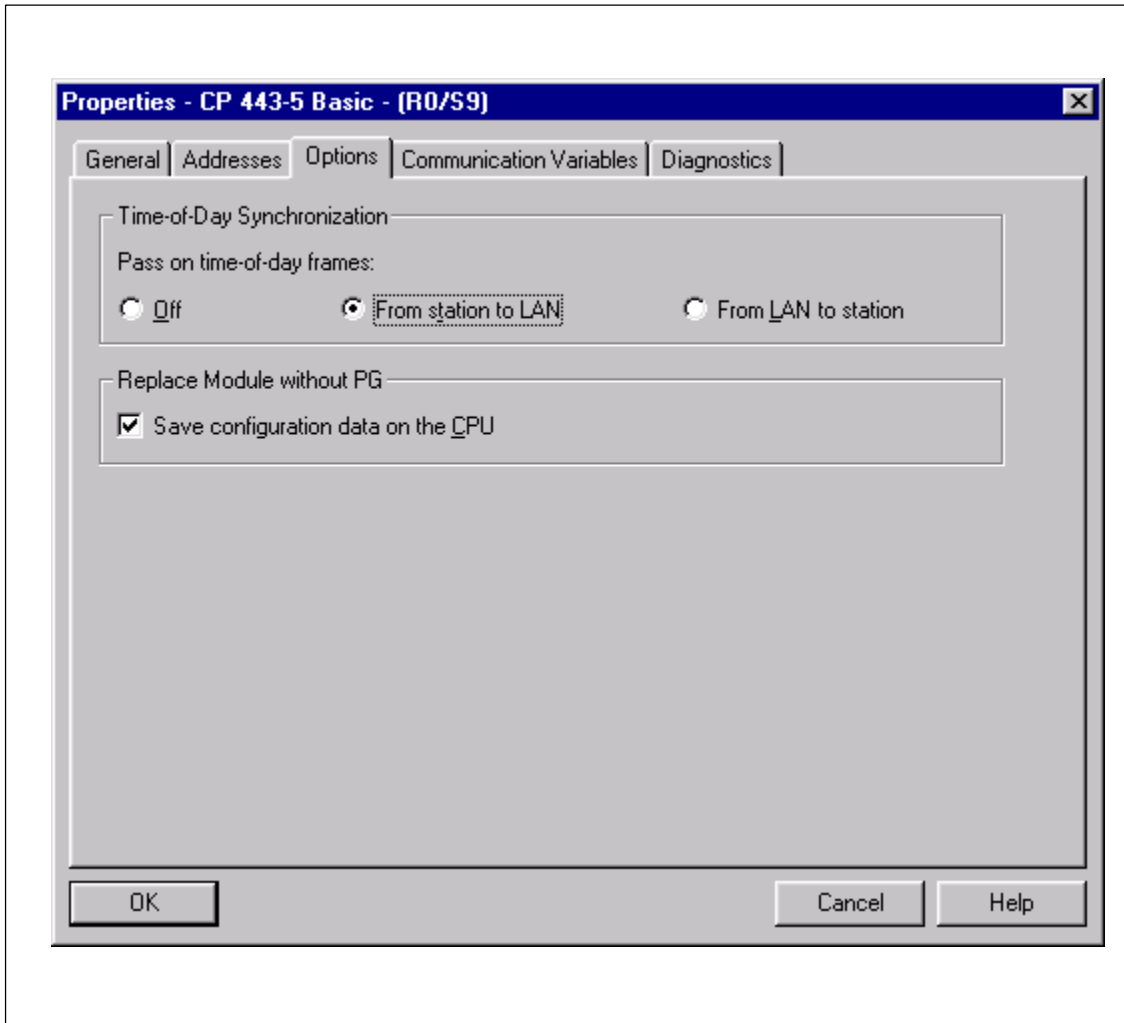 Properties - CP 443-5 Basic - (R0/S9)
General Addresses Options Communication Variables Diagnostics
Time-of-Day Synchronization
Pass on time-of-day frames:
Off From station to LAN From LAN to station
Replace Module without PG
Save configuration data on the CPU
OK Cancel Help